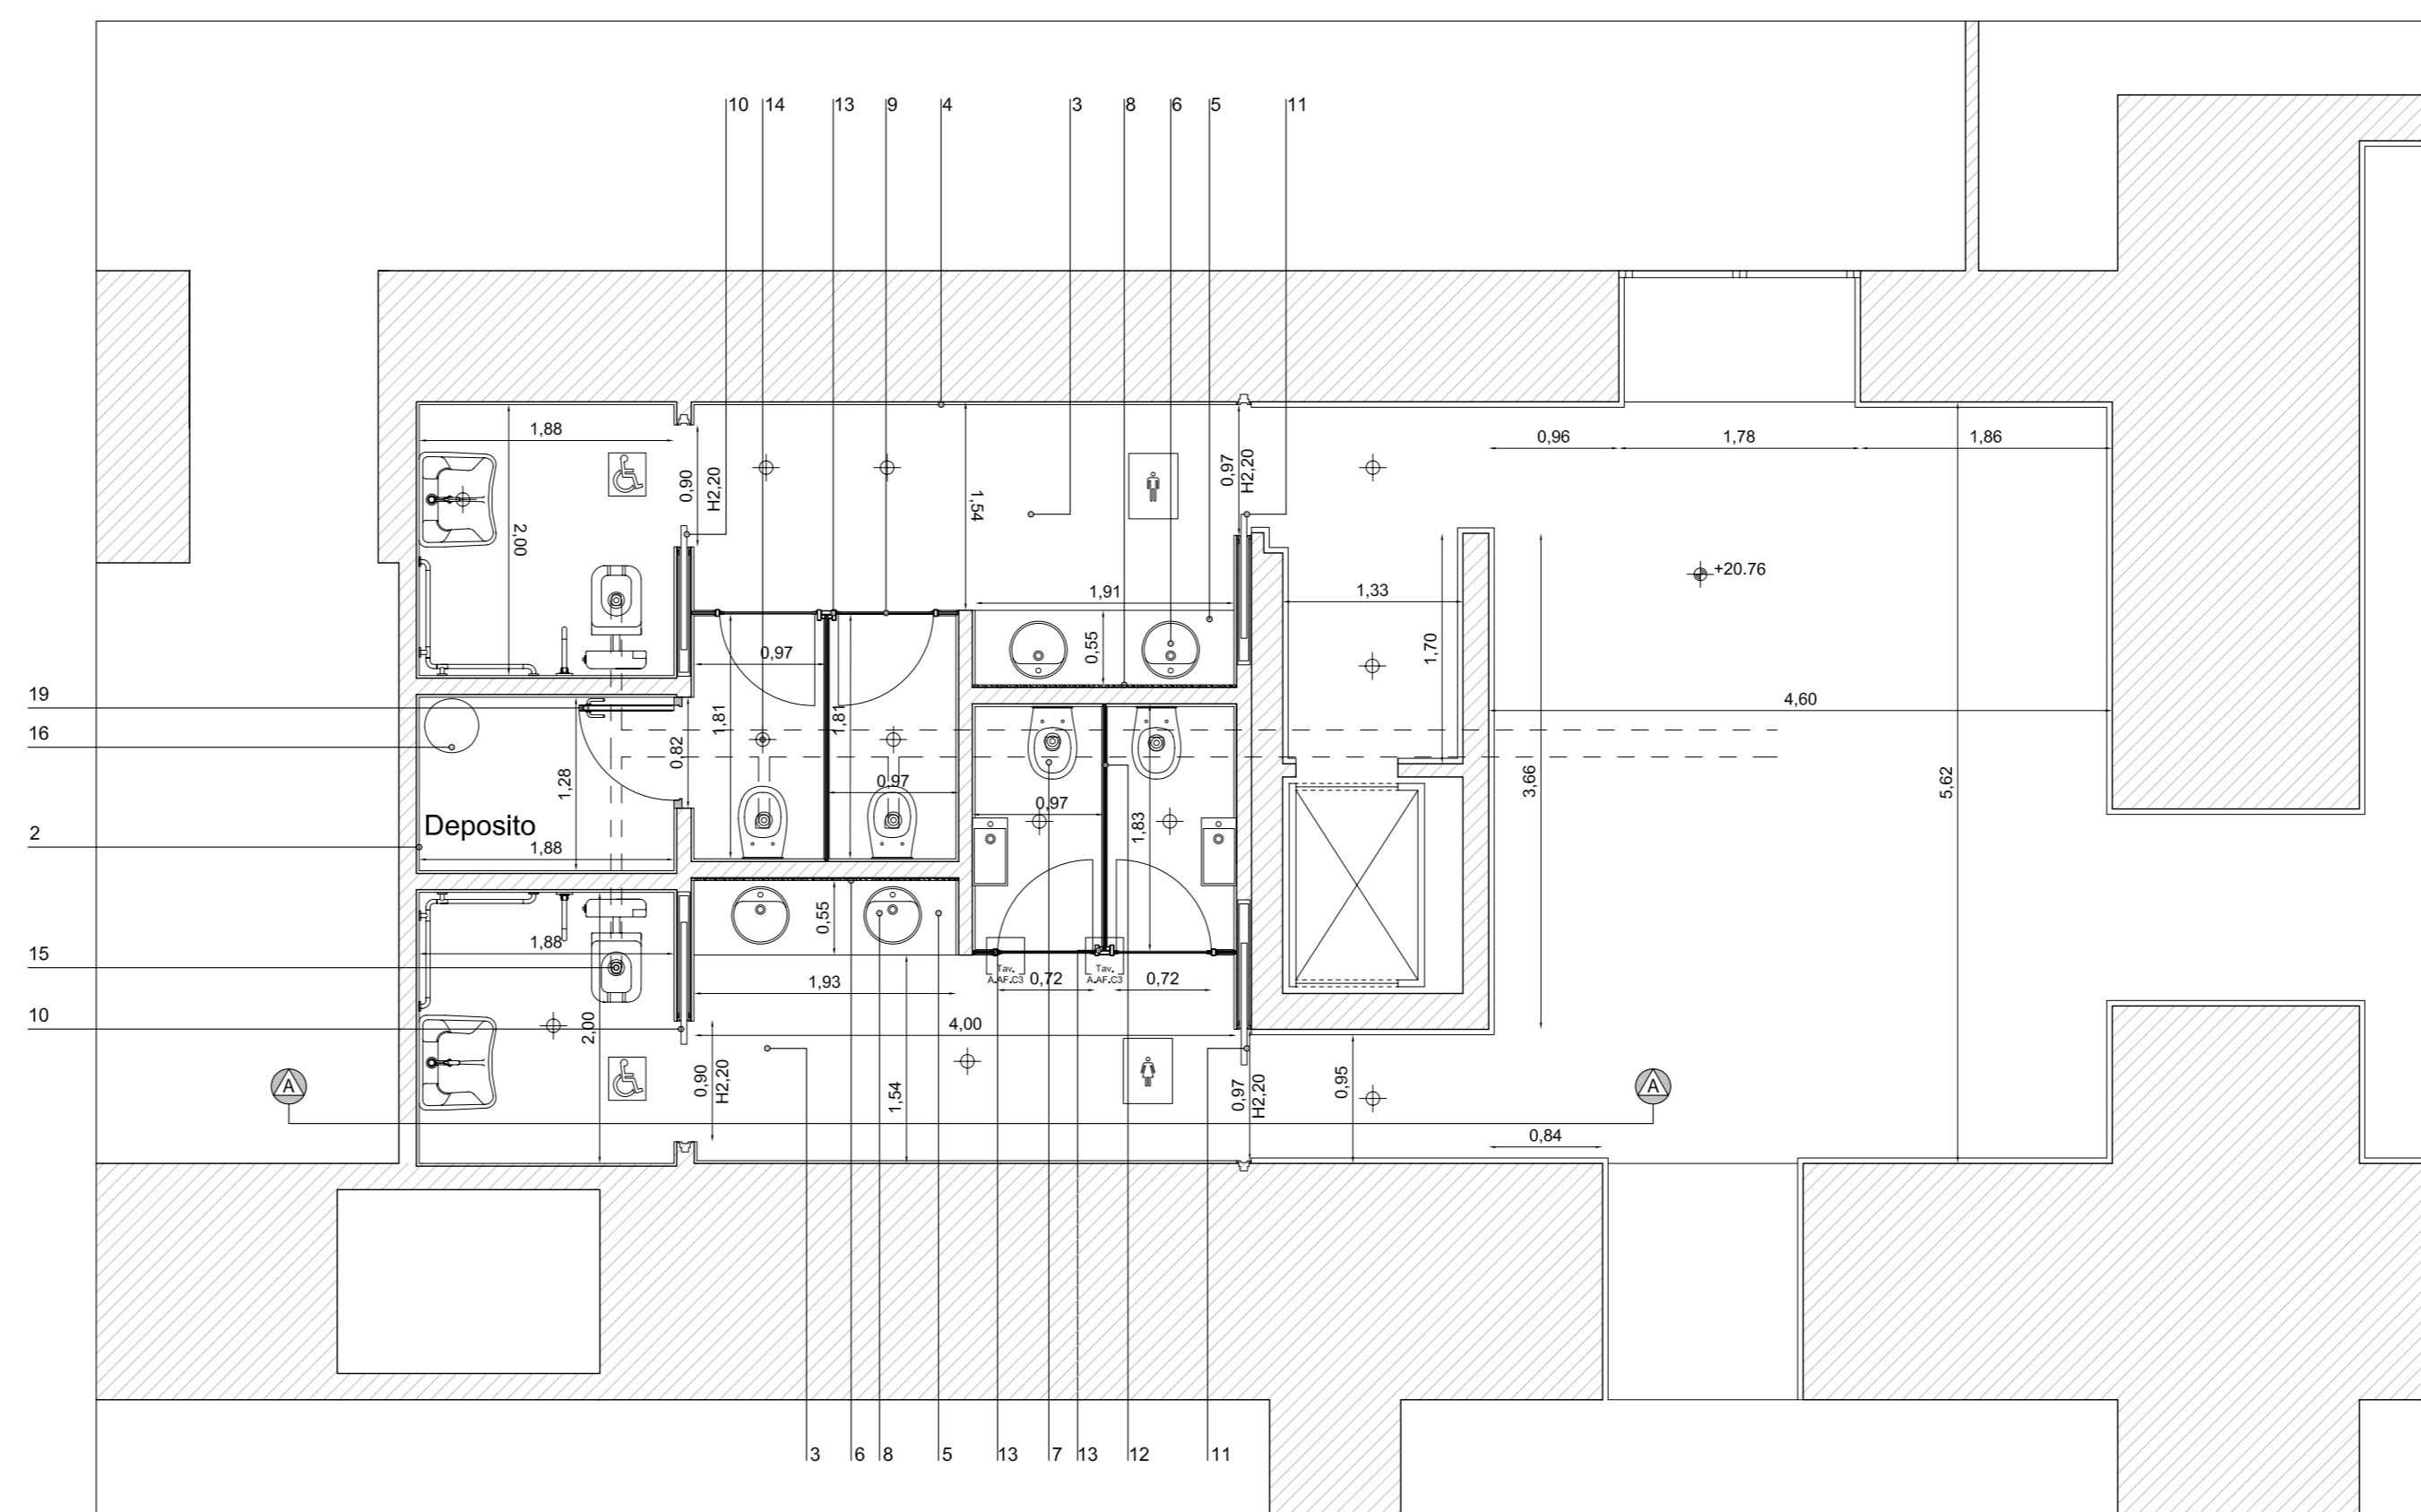 10 14 13 9 4 3 8 6 5 11
1,88
0,90
H2,20
2,00
1,54
0,97
H2,20
0,96 1,78 1,86
+20.76
1,91
1,33
0,55
0,97
1,70
19
16
4,60
1,81
1,81
0,82
1,28
0,97
0,97
1,83
3,66
5,62
Deposito
2
1,88
0,55
1,88
15
Tav.
A.AF.C3
0,72
Tav.
A.AF.C3
0,72
1,93
10
2,00
4,00
0,90
H2,20
1,54
0,97
H2,20
0,95
A
A
0,84
3 6 8 5 13 7 13 12 11